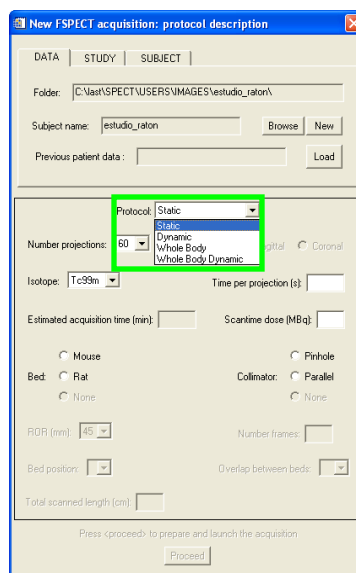 New FSPECT acquisition: protocol description
DATA STUDY SUBJECT
Folder: C:\last\SPECT\USERS\IMAGES\estudio_raton\
Subject name: estudio_raton Browse New
Previous patient data : Load
Protocol: Static
Static
Dynamic
Whole Body
Whole Body Dynamic
Number projections: 60 Coronal
Isotope: Tc99m Time per projection (s):
Estimated acquisition time (min): Scantime dose (MBq):
Mouse Pinhole
Bed: Rat Collimator: Parallel
None None
ROR (mm): 45 Number frames:
Bed position: Overlap between beds:
Total scanned length (cm):
Press <proceed> to prepare and launch the acquisition
Proceed